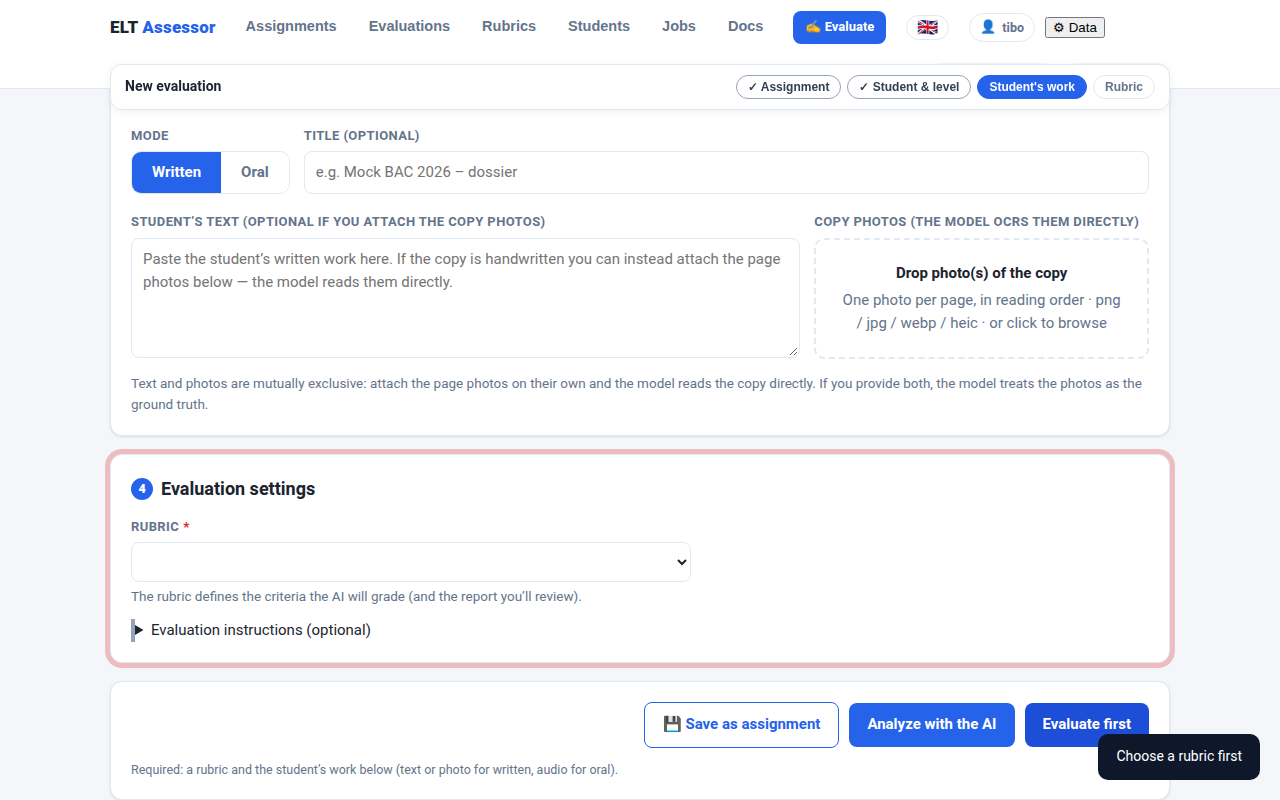 ELT Assessor Assignments Evaluations Rubrics Students Jobs Docs ✍️ Evaluate 🇬🇧 👤 tibo ⚙ Data
New evaluation ✓ Assignment ✓ Student & level Student's work Rubric
MODE TITLE (OPTIONAL)
Written Oral e.g. Mock BAC 2026 – dossier
STUDENT'S TEXT (OPTIONAL IF YOU ATTACH THE COPY PHOTOS) COPY PHOTOS (THE MODEL OCRS THEM DIRECTLY)
Paste the student's written work here. If the copy is handwritten you can instead attach the page
photos below — the model reads them directly.
Drop photo(s) of the copy
One photo per page, in reading order · png
/ jpg / webp / heic · or click to browse
Text and photos are mutually exclusive: attach the page photos on their own and the model reads the copy directly. If you provide both, the model treats the photos as the
ground truth.
4 Evaluation settings
RUBRIC *
The rubric defines the criteria the AI will grade (and the report you'll review).
▶ Evaluation instructions (optional)
💾 Save as assignment Analyze with the AI Evaluate first
Choose a rubric first
Required: a rubric and the student's work below (text or photo for written, audio for oral).